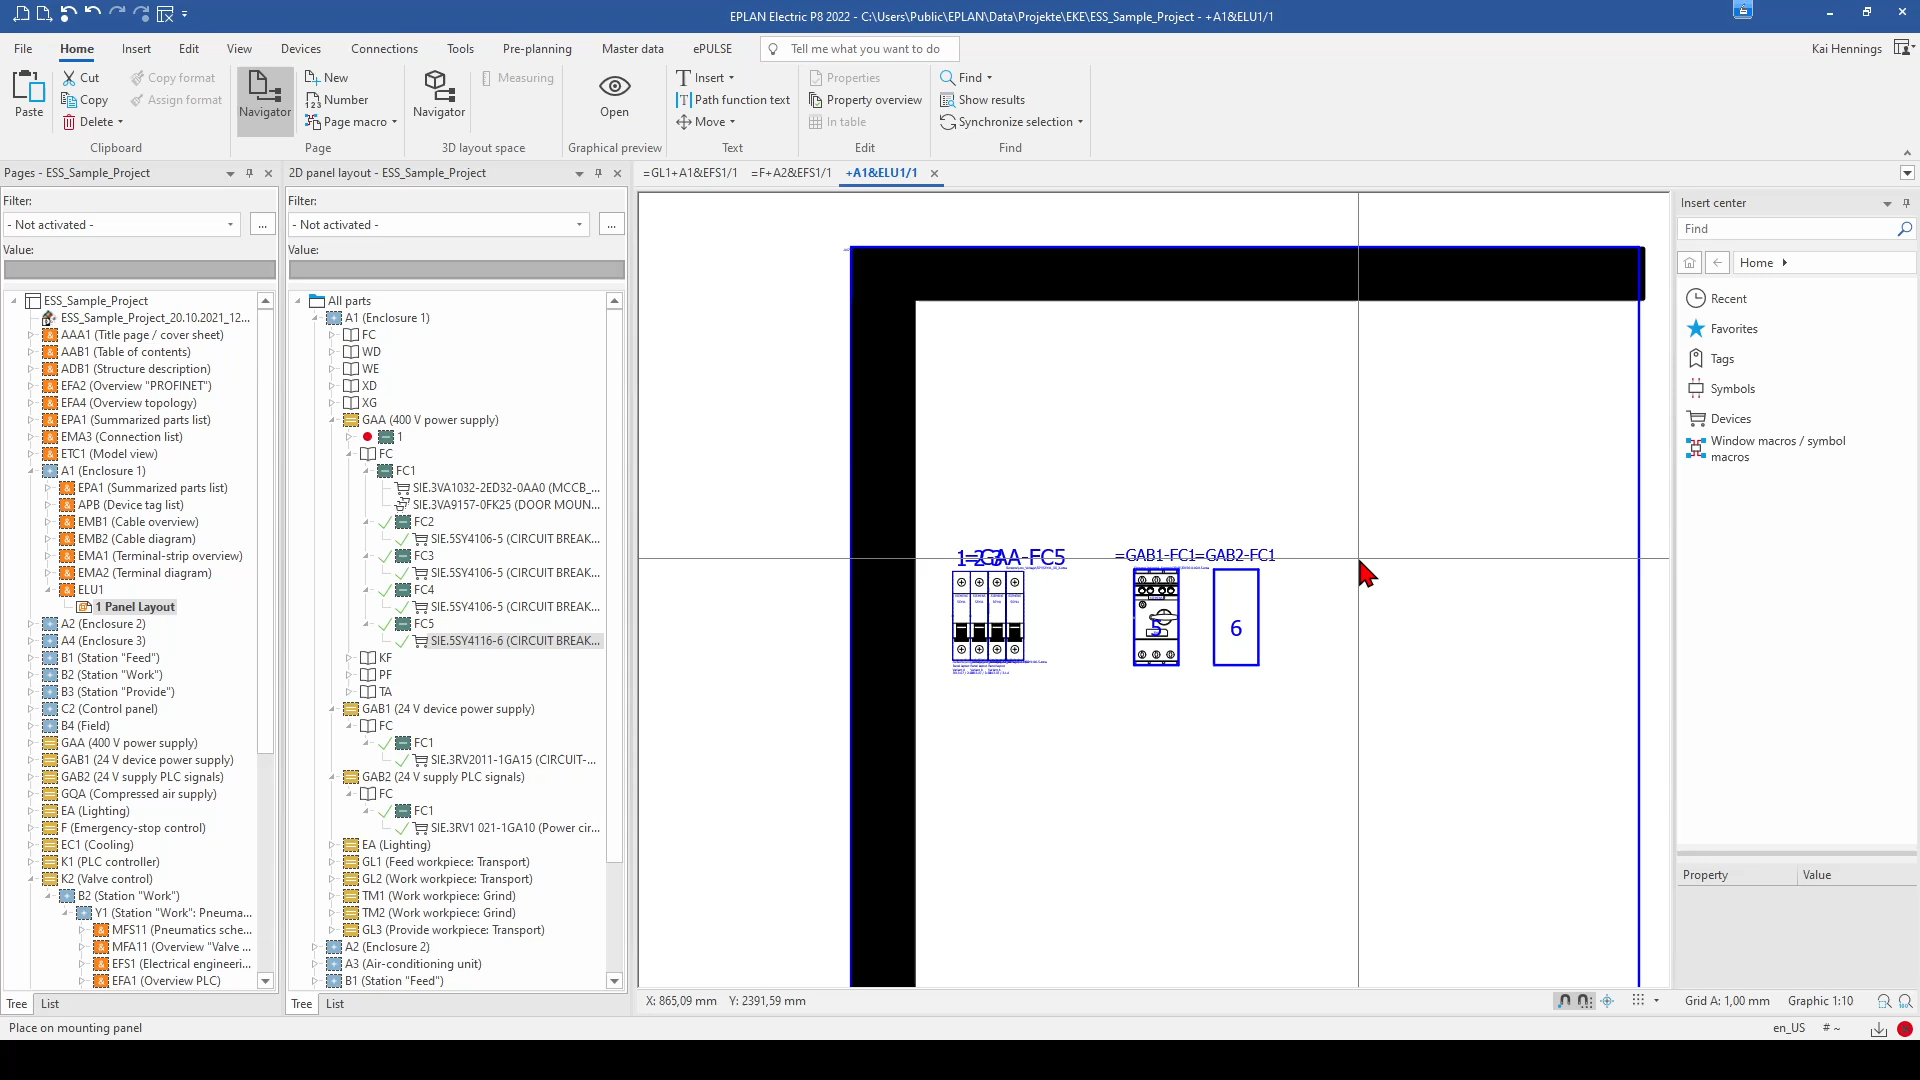 EPLAN Electric P8 2022 - C:\Users\Public\EPLAN\Data\Projekte\EKE\ESS_Sample_Project - +A1&ELU1/1
File Home Insert Edit View Devices Connections Tools Pre-planning Master data ePULSE Tell me what you want to do Kai Hennings
Paste
Cut
Copy
Delete
Copy format
Assign format
Clipboard
Navigator
New
Number
Page macro
Page
Navigator
Measuring
3D layout space
Open
Graphical preview
Insert
Path function text
Move
Text
Properties
Property overview
In table
Edit
Find
Show results
Synchronize selection
Find
Pages - ESS_Sample_Project
Filter:
- Not activated -
...
Value:
ESS_Sample_Project
ESS_Sample_Project_20.10.2021_12...
AAA1 (Title page / cover sheet)
AAB1 (Table of contents)
ADB1 (Structure description)
EFA2 (Overview "PROFINET")
EFA4 (Overview topology)
EPA1 (Summarized parts list)
EMA3 (Connection list)
ETC1 (Model view)
A1 (Enclosure 1)
EPA1 (Summarized parts list)
APB (Device tag list)
EMB1 (Cable overview)
EMB2 (Cable diagram)
EMA1 (Terminal-strip overview)
EMA2 (Terminal diagram)
ELU1
1 Panel Layout
A2 (Enclosure 2)
A4 (Enclosure 3)
B1 (Station "Feed")
B2 (Station "Work")
B3 (Station "Provide")
C2 (Control panel)
B4 (Field)
GAA (400 V power supply)
GAB1 (24 V device power supply)
GAB2 (24 V supply PLC signals)
GQA (Compressed air supply)
EA (Lighting)
F (Emergency-stop control)
EC1 (Cooling)
K1 (PLC controller)
K2 (Valve control)
B2 (Station "Work")
Y1 (Station "Work": Pneuma...
MFS11 (Pneumatics sche...
MFA11 (Overview "Valve ...
EFS1 (Electrical engineeri...
EFA1 (Overview PLC)
Tree List
2D panel layout - ESS_Sample_Project
Filter:
- Not activated -
...
Value:
All parts
A1 (Enclosure 1)
FC
WD
WE
XD
XG
GAA (400 V power supply)
1
FC
FC1
SIE.3VA1032-2ED32-0AA0 (MCCB_...
SIE.3VA9157-0FK25 (DOOR MOUN...
FC2
SIE.5SY4106-5 (CIRCUIT BREAK...
FC3
SIE.5SY4106-5 (CIRCUIT BREAK...
FC4
SIE.5SY4106-5 (CIRCUIT BREAK...
FC5
SIE.5SY4116-6 (CIRCUIT BREAK...
KF
PF
TA
GAB1 (24 V device power supply)
FC
FC1
SIE.3RV2011-1GA15 (CIRCUIT-...
GAB2 (24 V supply PLC signals)
FC
FC1
SIE.3RV1 021-1GA10 (Power cir...
EA (Lighting)
GL1 (Feed workpiece: Transport)
GL2 (Work workpiece: Transport)
TM1 (Work workpiece: Grind)
TM2 (Work workpiece: Grind)
GL3 (Provide workpiece: Transport)
A2 (Enclosure 2)
A3 (Air-conditioning unit)
B1 (Station "Feed")
Tree List
=GL1+A1&EFS1/1 =F+A2&EFS1/1 +A1&ELU1/1
=GAA-FC5
=GAB1-FC1=GAB2-FC1
5
6
X: 865,09 mm Y: 2391,59 mm
Grid A: 1,00 mm Graphic 1:10
Insert center
Find
Home
Recent
Favorites
Tags
Symbols
Devices
Window macros / symbol
macros
Property Value
Place on mounting panel
en_US # ~